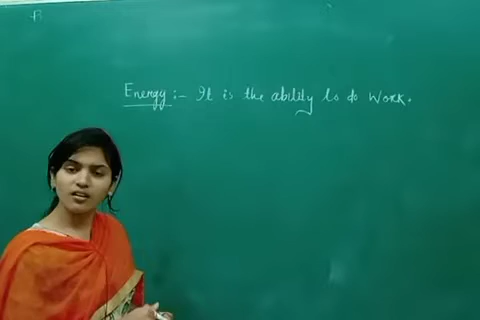 Energy :- It is the ability to do work.